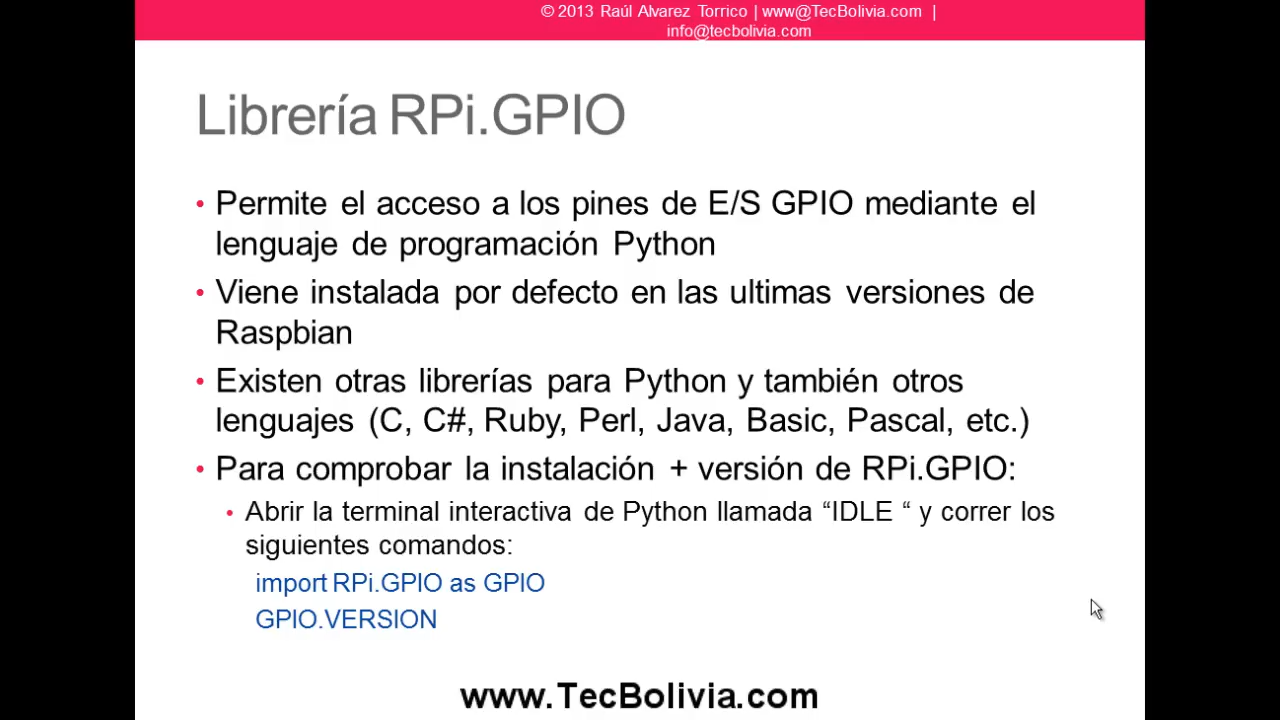 © 2013 Raúl Alvarez Torrico | www@TecBolivia.com |
info@tecbolivia.com
Librería RPi.GPIO
• Permite el acceso a los pines de E/S GPIO mediante el
lenguaje de programación Python
• Viene instalada por defecto en las ultimas versiones de
Raspbian
• Existen otras librerías para Python y también otros
lenguajes (C, C#, Ruby, Perl, Java, Basic, Pascal, etc.)
• Para comprobar la instalación + versión de RPi.GPIO:
• Abrir la terminal interactiva de Python llamada “IDLE “ y correr los
siguientes comandos:
import RPi.GPIO as GPIO
GPIO.VERSION
www.TecBolivia.com